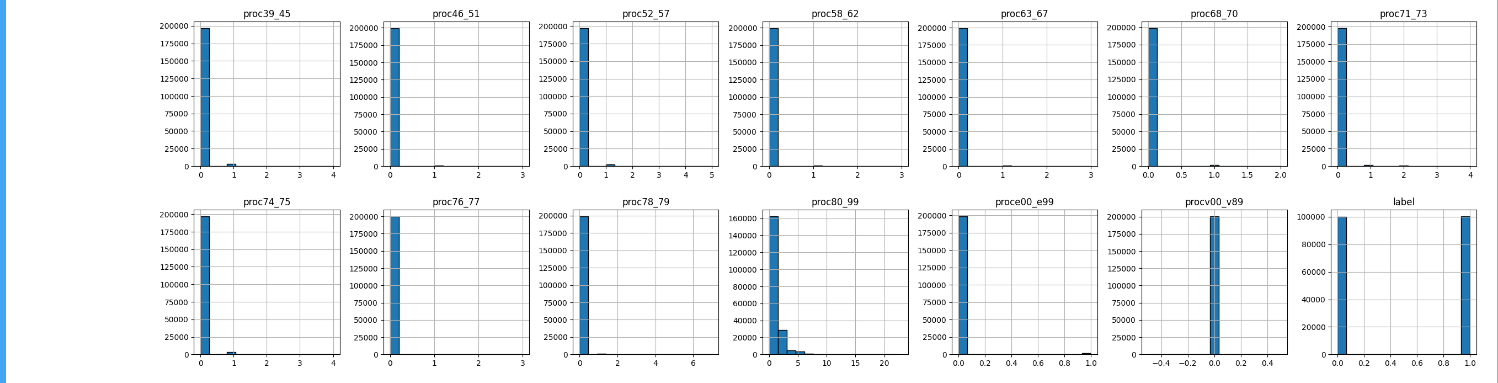 proc39_45 proc46_51 proc52_57 proc58_62 proc63_67 proc68_70 proc71_73
200000 200000 200000 200000 200000 200000 200000
175000 175000 175000 175000 175000 175000 175000
150000 150000 150000 150000 150000 150000 150000
125000 125000 125000 125000 125000 125000 125000
100000 100000 100000 100000 100000 100000 100000
75000 75000 75000 75000 75000 75000 75000
50000 50000 50000 50000 50000 50000 50000
25000 25000 25000 25000 25000 25000 25000
0 0 0 0 0 0 0
0 1 2 3 4 0 1 2 3 0 1 2 3 4 5 0 1 2 3 0 1 2 3 0.0 0.5 1.0 1.5 2.0 0 1 2 3 4
proc74_75 proc76_77 proc78_79 proc80_99 proce00_e99 procv00_v89 label
200000 200000 200000 160000 200000 200000 100000
175000 175000 175000 140000 175000 175000 80000
150000 150000 150000 120000 150000 150000 60000
125000 125000 125000 100000 125000 125000 40000
100000 100000 100000 80000 100000 100000 20000
75000 75000 75000 60000 75000 75000 0
50000 50000 50000 40000 50000 50000
25000 25000 25000 20000 25000 25000
0 0 0 0 0 0
0 1 2 3 4 0 1 2 3 0 2 4 6 0 5 10 15 20 0.0 0.2 0.4 0.6 0.8 1.0 −0.4 −0.2 0.0 0.2 0.4 0.0 0.2 0.4 0.6 0.8 1.0